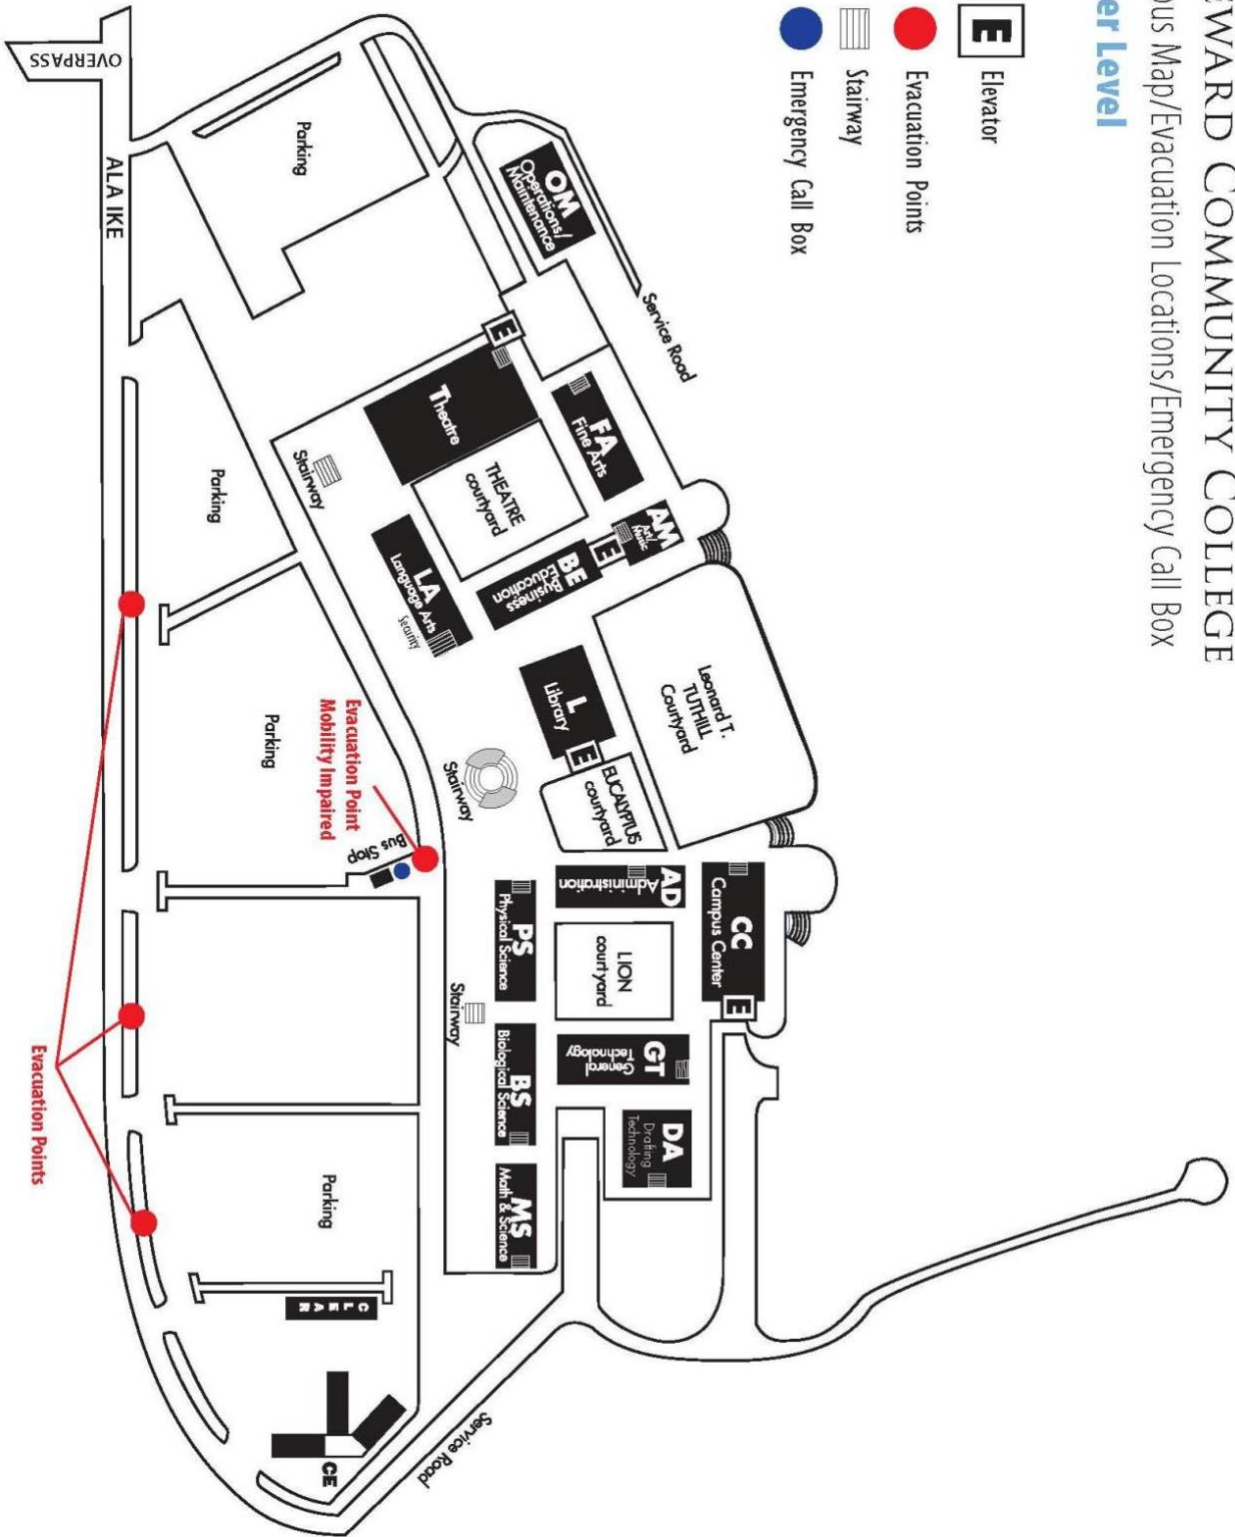 EWARD COMMUNITY COLLEGE
ous Map/Evacuation Locations/Emergency Call Box
er Level
E Elevator
Evacuation Points
Stairway
Emergency Call Box
OVERPASS
ALA IKE
Parking
OM
Operations/
Maintenance
Service Road
E
Theatre
FA
Fine Arts
THEATRE
courtyard
AM
Art/
Music
E
BE
Business
Education
LA
Language Arts
Security
Stairway
Parking
Leonard T.
TUTHILL
Courtyard
L
Library
E
EUCALYPTUS
courtyard
Stairway
Parking
Evacuation Point
Mobility Impaired
Bus Stop
AD
Administration
CC
Campus Center
E
PS
Physical Science
LION
courtyard
Stairway
GT
General
Technology
BS
Biological Science
DA
Drafting
Technology
MS
Math & Science
Parking
CLEAR
CE
Service Road
Evacuation Points